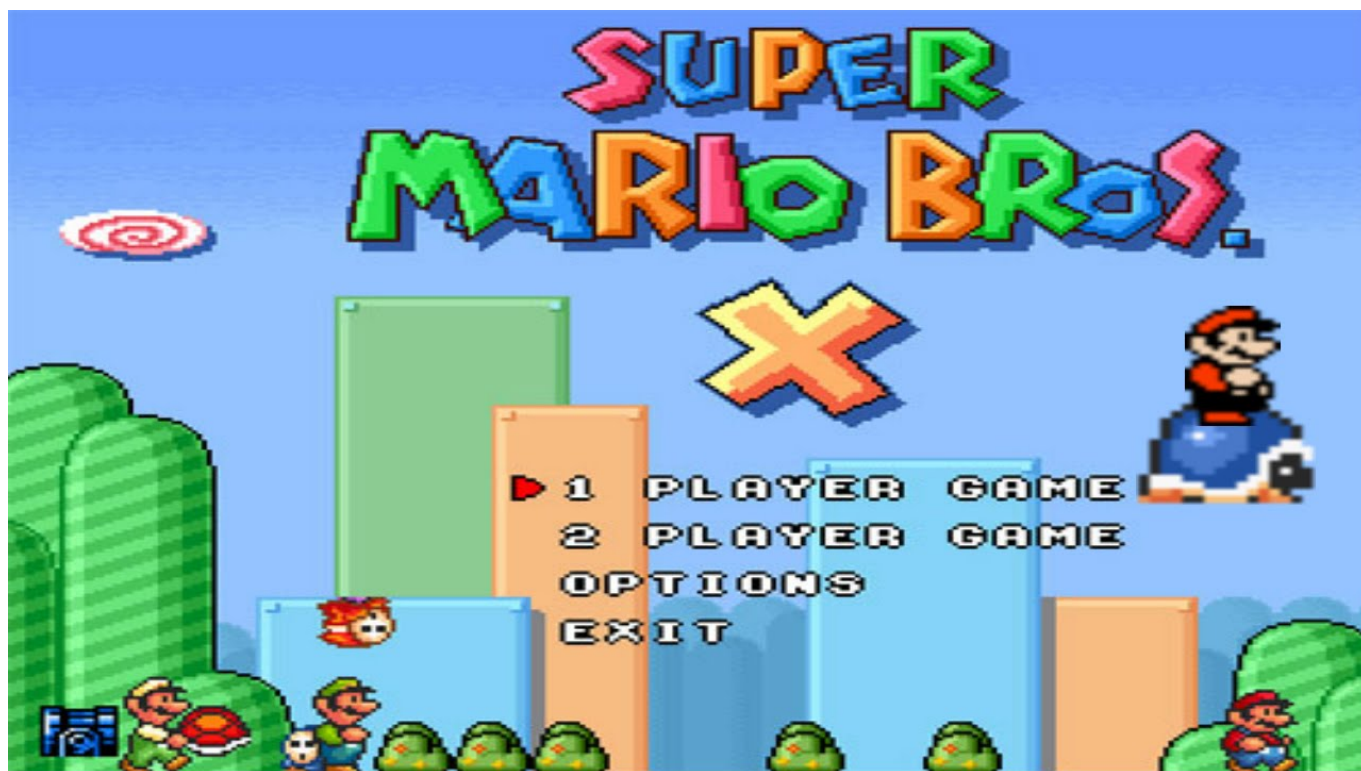 SUPER
MARIO BROS.
X
1 PLAYER GAME
2 PLAYER GAME
OPTIONS
EXIT